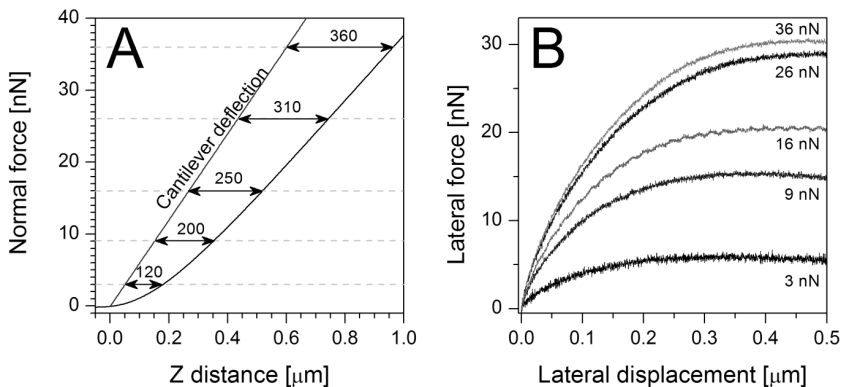 A
Normal force [nN]
40
30
20
10
0
Cantilever deflection
360
310
250
200
120
0.0 0.2 0.4 0.6 0.8 1.0
Z distance [μm]
B
Lateral force [nN]
30
20
10
0
36 nN
26 nN
16 nN
9 nN
3 nN
0.0 0.1 0.2 0.3 0.4 0.5
Lateral displacement [μm]